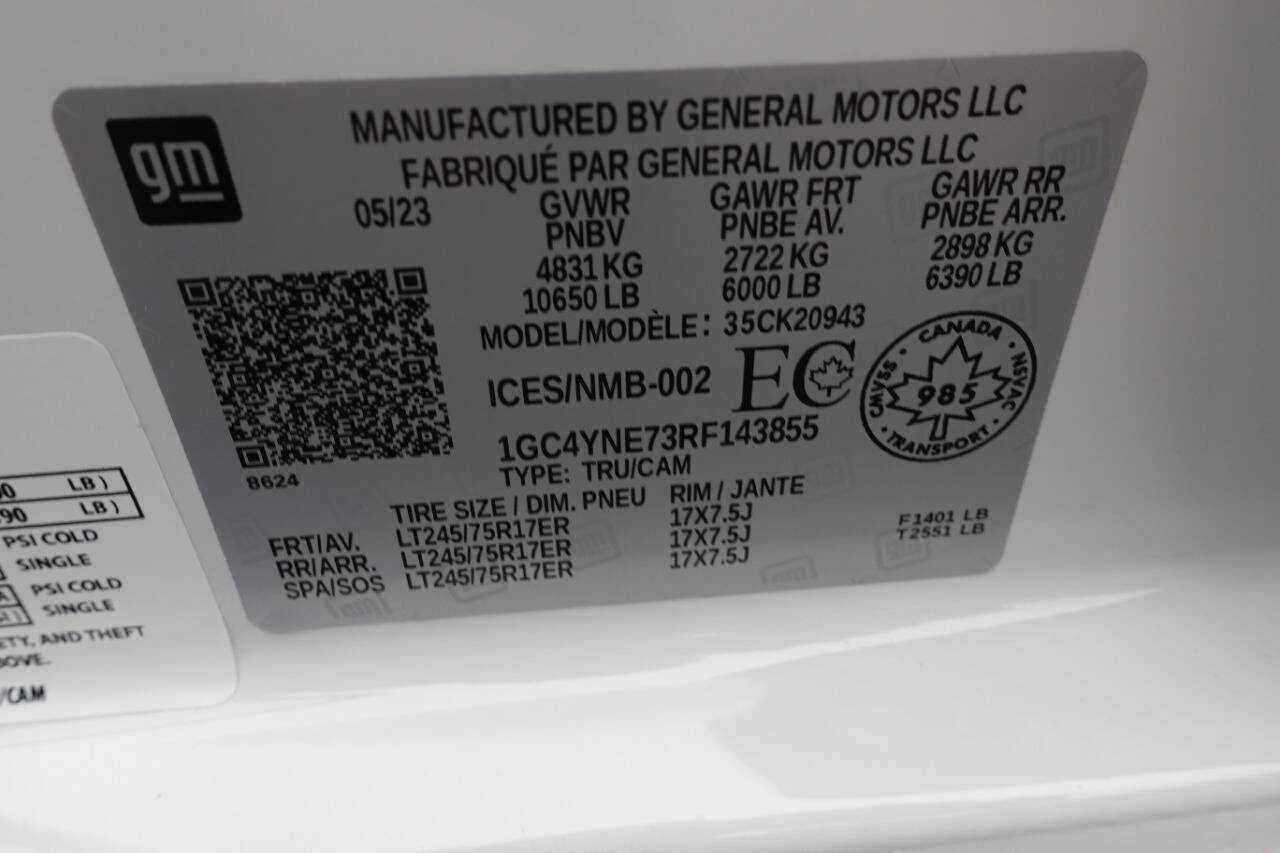 gm
MANUFACTURED BY GENERAL MOTORS LLC
FABRIQUÉ PAR GENERAL MOTORS LLC
05/23 GVWR GAWR FRT GAWR RR
PNBV PNBE AV. PNBE ARR.
4831 KG 2722 KG 2898 KG
10650 LB 6000 LB 6390 LB
MODEL/MODÈLE: 35CK20943
ICES/NMB-002 EC
CANADA
CMVSS 985 NSVAC
TRANSPORT
1GC4YNE73RF143855
8624 TYPE: TRU/CAM
TIRE SIZE / DIM. PNEU RIM / JANTE
FRT/AV. LT245/75R17ER 17X7.5J F1401 LB
RR/ARR. LT245/75R17ER 17X7.5J T2551 LB
SPA/SOS LT245/75R17ER 17X7.5J
LB )
90 LB )
PSI COLD
SINGLE
PSI COLD
SINGLE
AND THEFT
/CAM